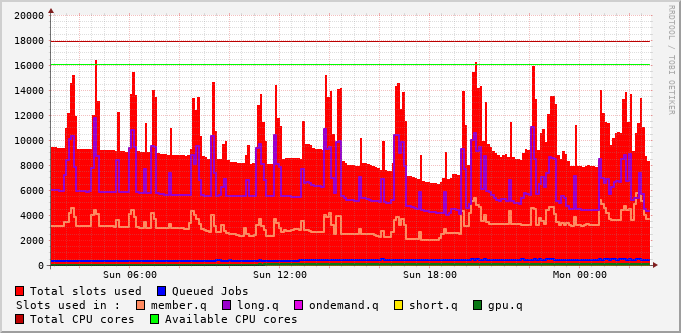 RRDTOOL / TOBI OETIKER
20000
18000
16000
14000
12000
10000
8000
6000
4000
2000
0
Sun 06:00 Sun 12:00 Sun 18:00 Mon 00:00
Total slots used Queued Jobs
Slots used in : member.q long.q ondemand.q short.q gpu.q
Total CPU cores Available CPU cores